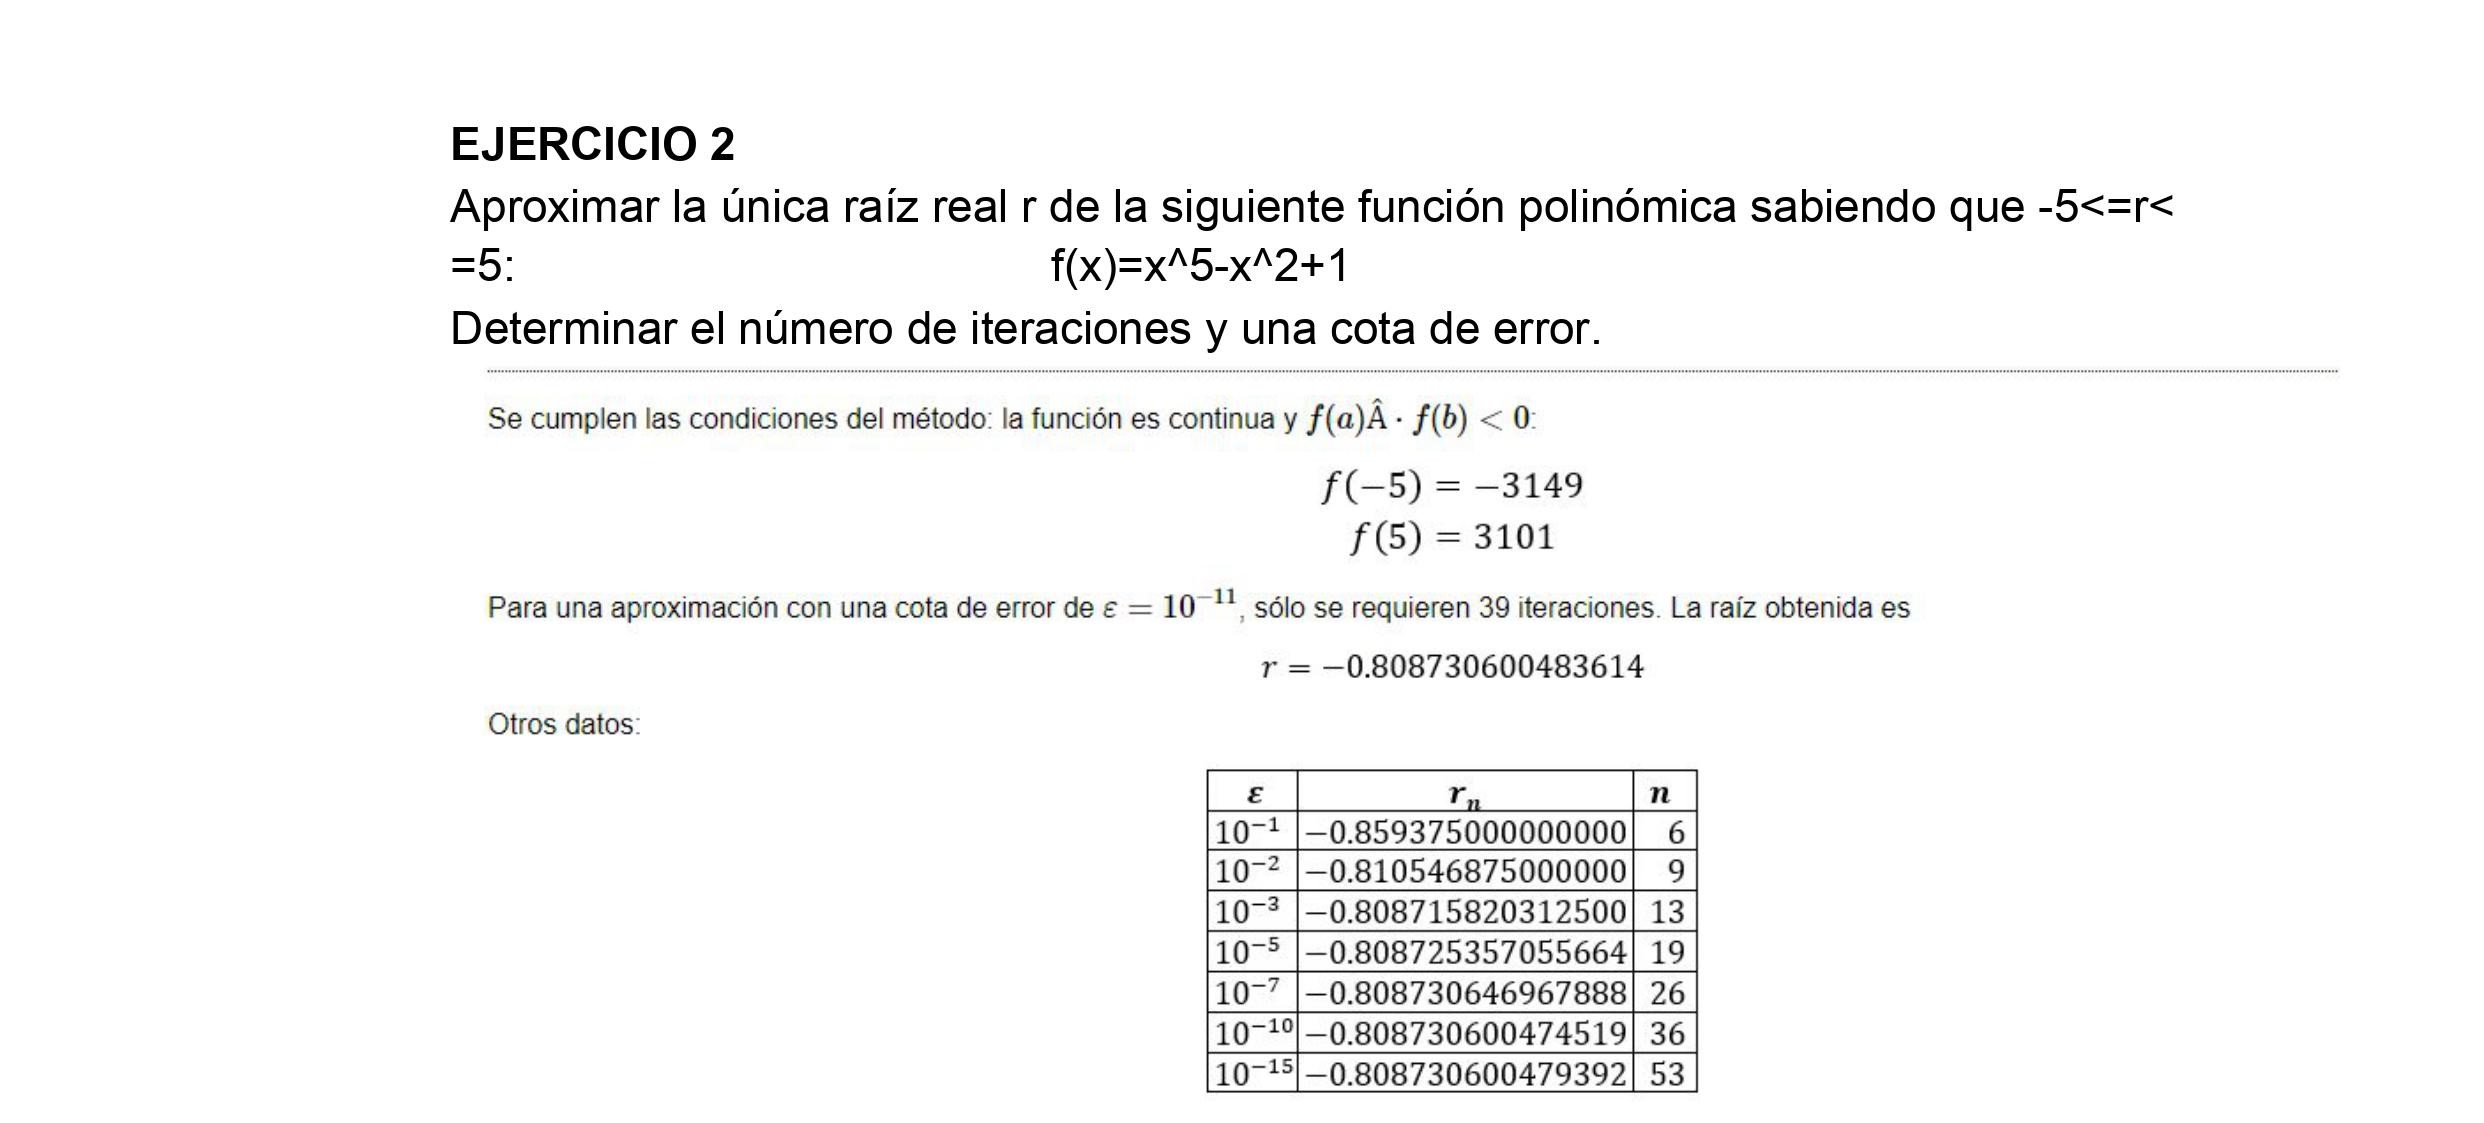 EJERCICIO 2
Aproximar la única raíz real r de la siguiente función polinómica sabiendo que -5<=r<
=5: f(x)=x^5-x^2+1
Determinar el número de iteraciones y una cota de error.
Se cumplen las condiciones del método: la función es continua y f(a)Â · f(b) < 0:
f(−5) = −3149
f(5) = 3101
Para una aproximación con una cota de error de ε = 10⁻¹¹, sólo se requieren 39 iteraciones. La raíz obtenida es
r = −0.808730600483614
Otros datos:
ε rₙ n
10⁻¹ −0.859375000000000 6
10⁻² −0.810546875000000 9
10⁻³ −0.808715820312500 13
10⁻⁵ −0.808725357055664 19
10⁻⁷ −0.808730646967888 26
10⁻¹⁰ −0.808730600474519 36
10⁻¹⁵ −0.808730600479392 53